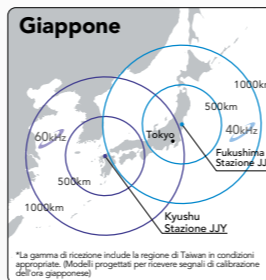 Giappone
1000km
500km
60kHz
40kHz
Tokyo
Fukushima
Stazione JJ
500km
1000km
Kyushu
Stazione JJY
*La gamma di ricezione include la regione di Taiwan in condizioni
appropriate. (Modelli progettati per ricevere segnali di calibrazione
dell'ora giapponese)